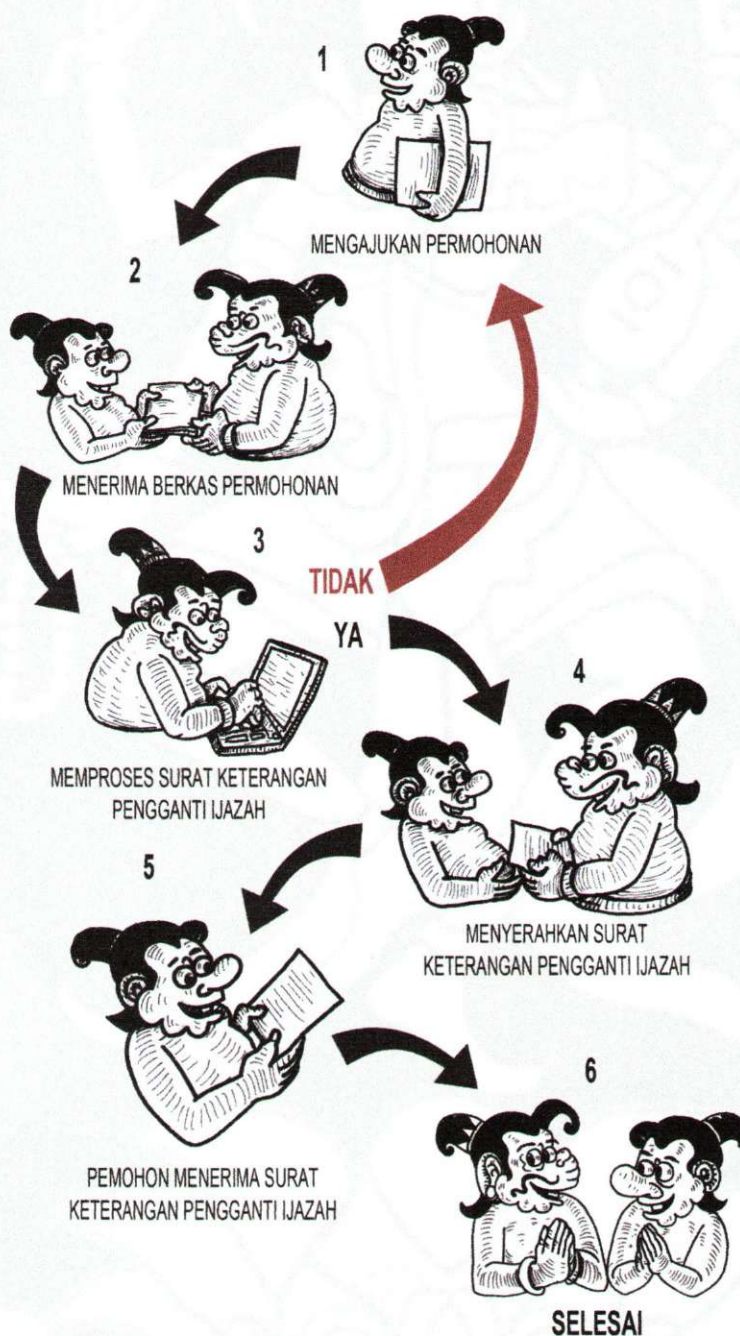 1
MENGAJUKAN PERMOHONAN
2
MENERIMA BERKAS PERMOHONAN
3
TIDAK
YA
MEMPROSES SURAT KETERANGAN
PENGGANTI IJAZAH
4
MENYERAHKAN SURAT
KETERANGAN PENGGANTI IJAZAH
5
PEMOHON MENERIMA SURAT
KETERANGAN PENGGANTI IJAZAH
6
SELESAI